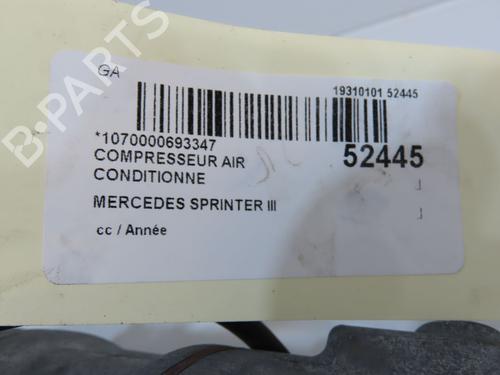 GA
19310101 52445
*1070000693347
52445
COMPRESSEUR AIR
CONDITIONNE
MERCEDES SPRINTER III
cc / Année
B-PARTS